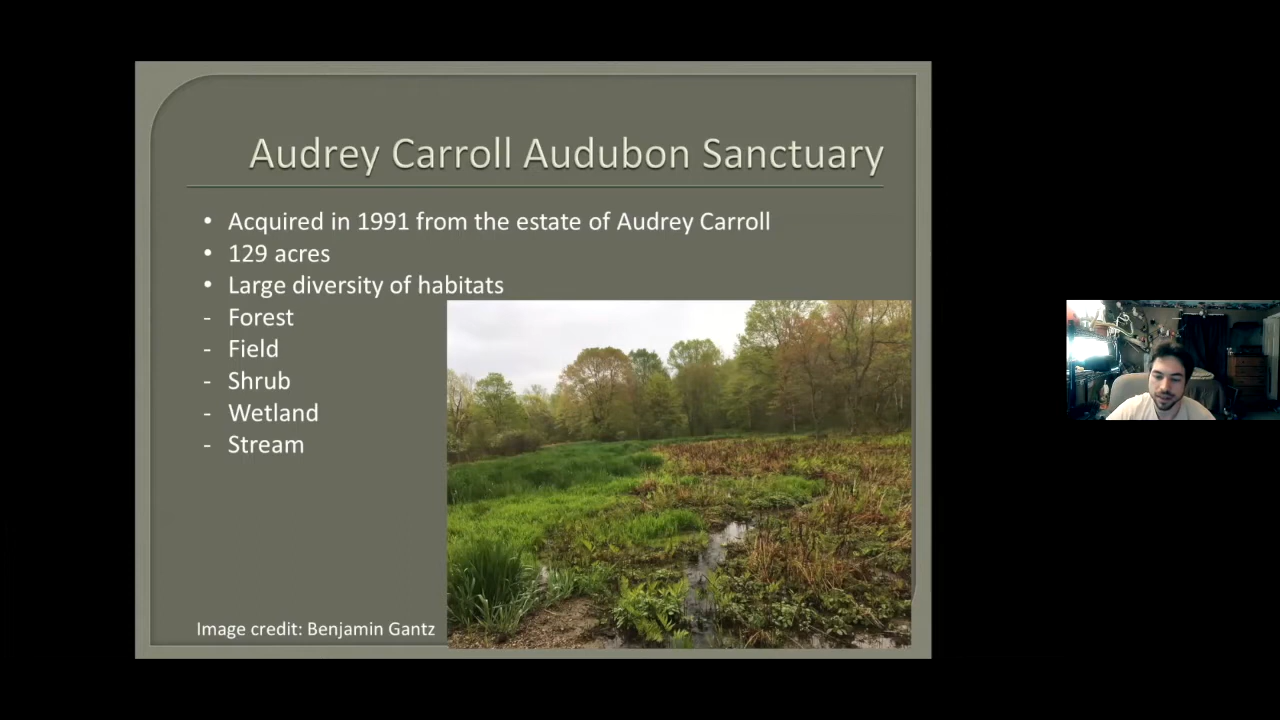 Audrey Carroll Audubon Sanctuary
• Acquired in 1991 from the estate of Audrey Carroll
• 129 acres
• Large diversity of habitats
- Forest
- Field
- Shrub
- Wetland
- Stream
Image credit: Benjamin Gantz